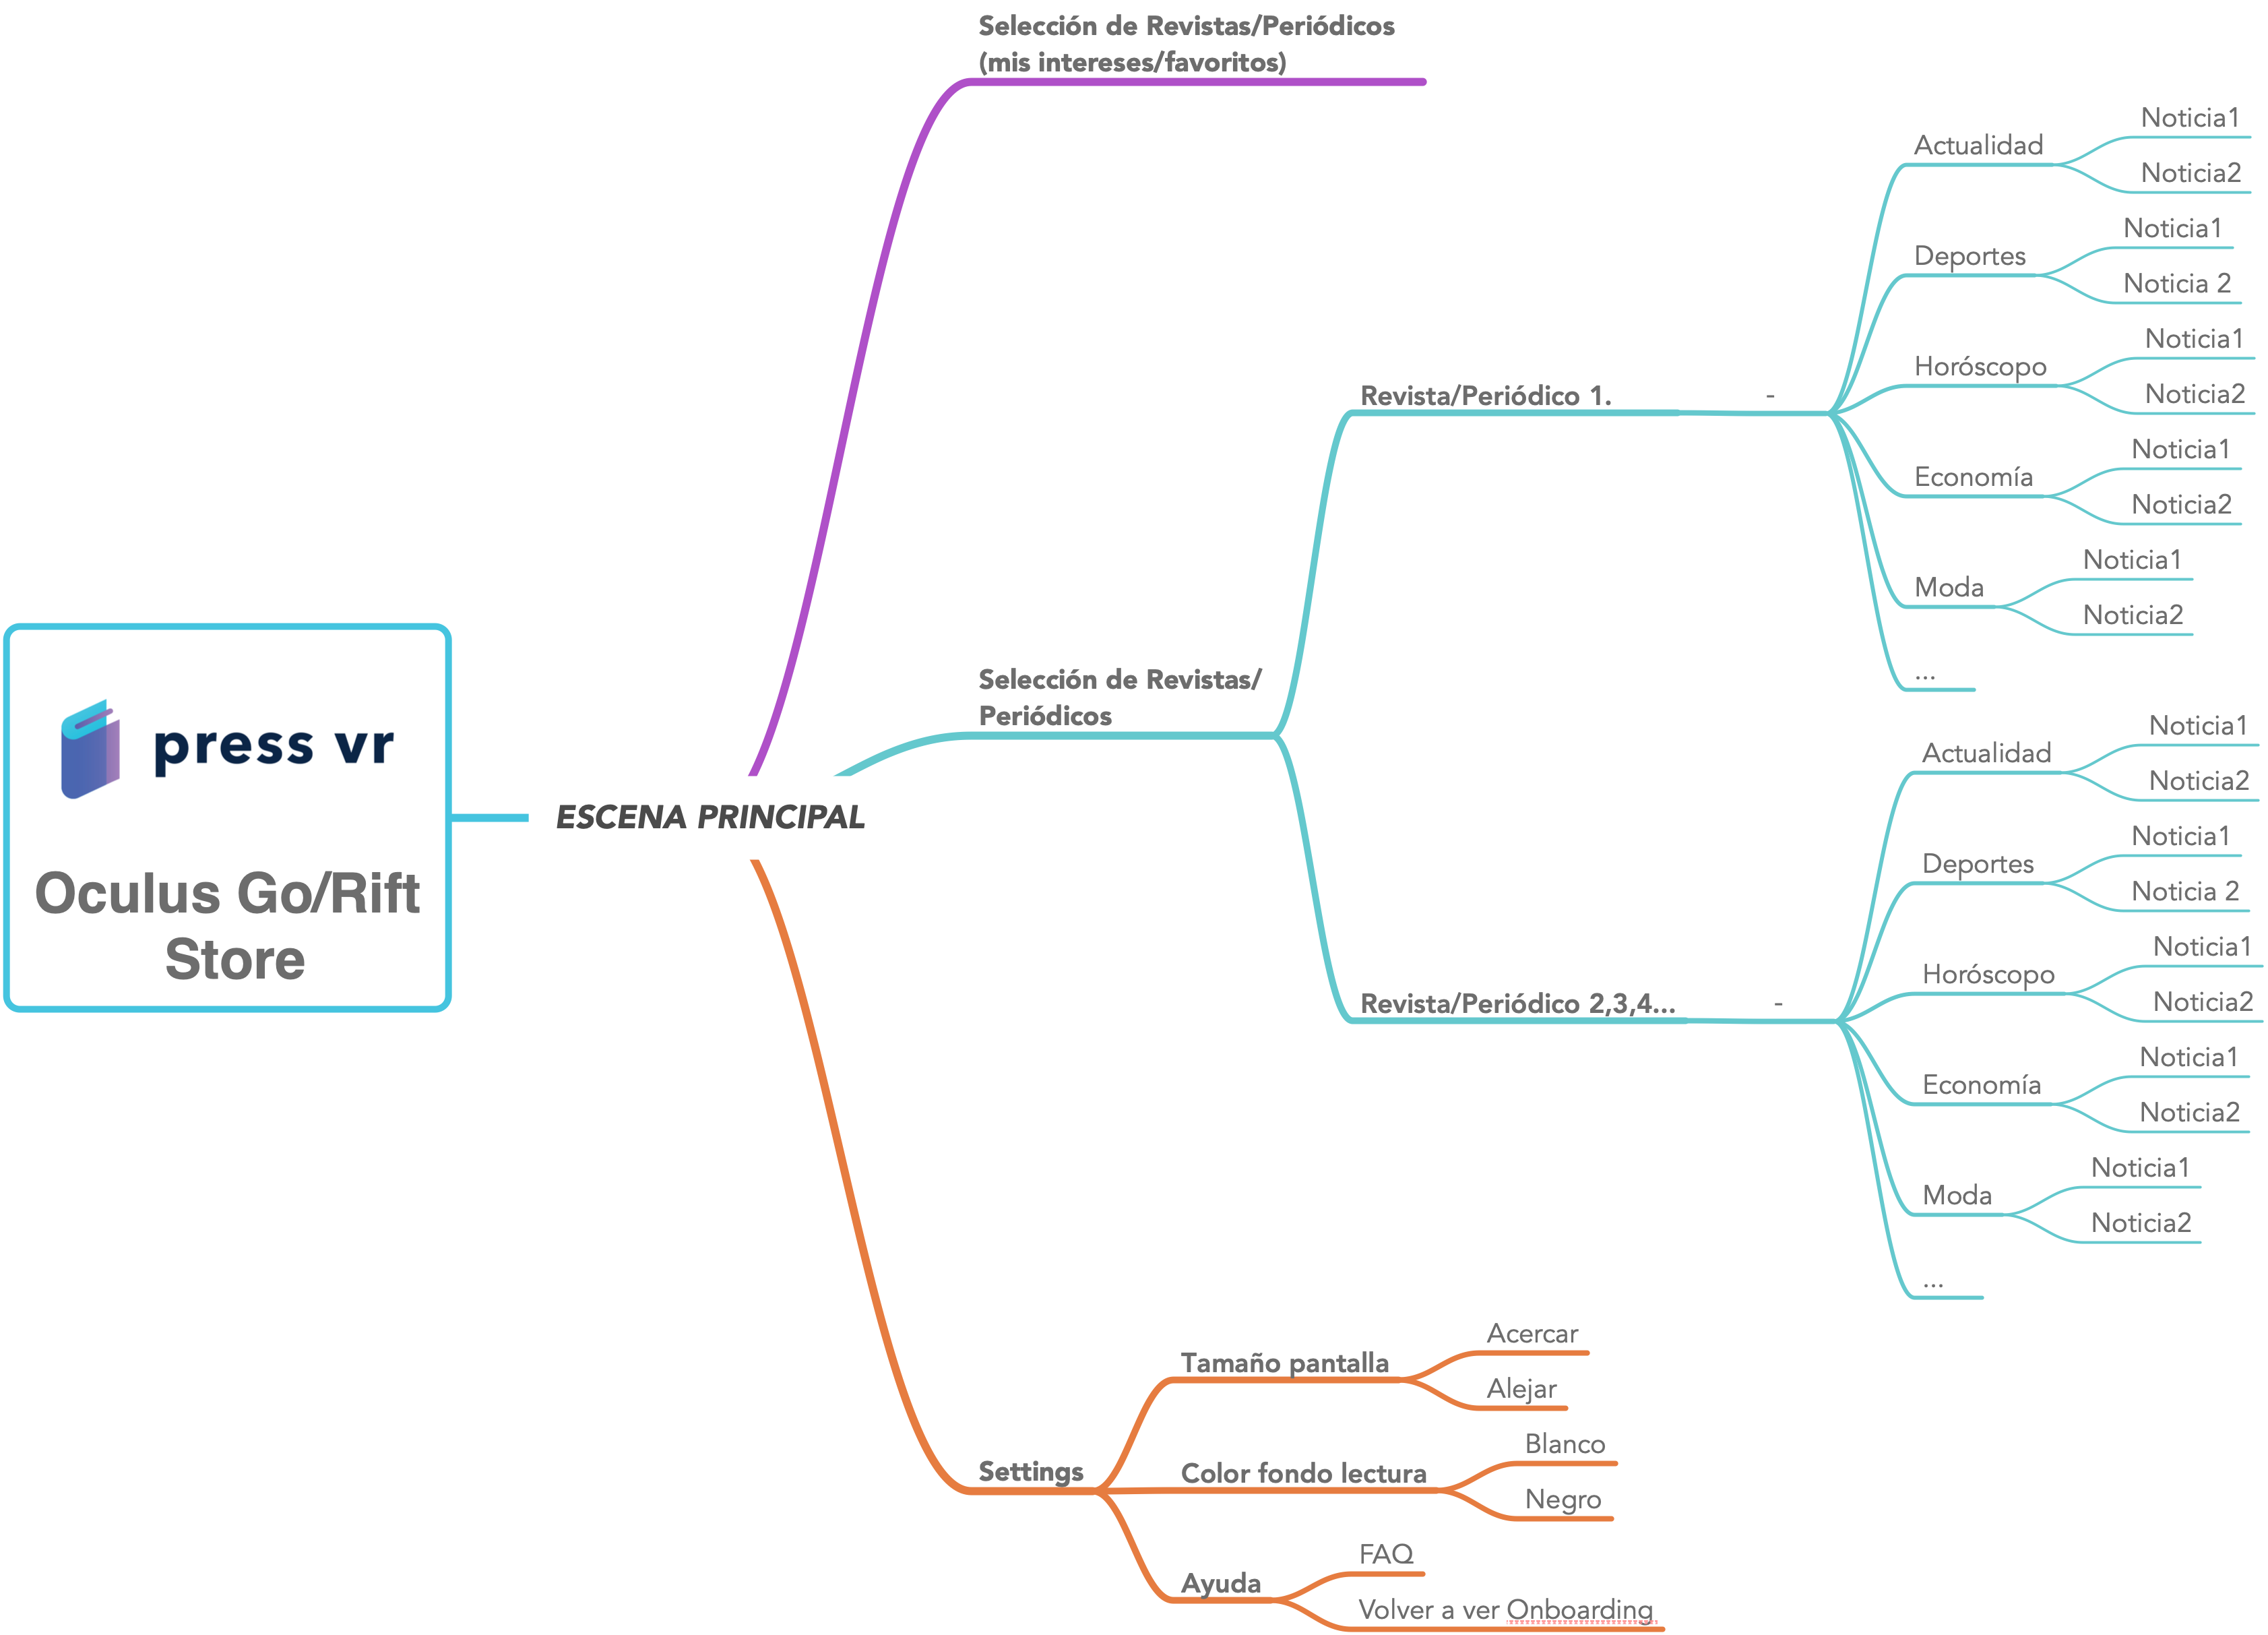 press vr
Oculus Go/Rift
Store
ESCENA PRINCIPAL
Selección de Revistas/Periódicos
(mis intereses/favoritos)
Selección de Revistas/
Periódicos
Revista/Periódico 1.
-
Actualidad
Noticia1
Noticia2
Deportes
Noticia1
Noticia 2
Horóscopo
Noticia1
Noticia2
Economía
Noticia1
Noticia2
Moda
Noticia1
Noticia2
...
Revista/Periódico 2,3,4...
-
Actualidad
Noticia1
Noticia2
Deportes
Noticia1
Noticia 2
Horóscopo
Noticia1
Noticia2
Economía
Noticia1
Noticia2
Moda
Noticia1
Noticia2
...
Settings
Tamaño pantalla
Acercar
Alejar
Color fondo lectura
Blanco
Negro
Ayuda
FAQ
Volver a ver Onboarding